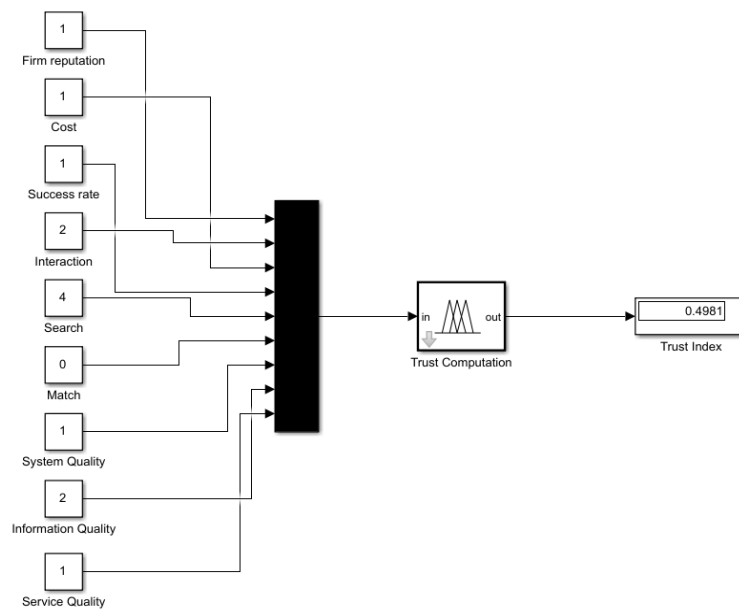 1
Firm reputation
1
Cost
1
Success rate
2
Interaction
4
Search
0
Match
1
System Quality
2
Information Quality
1
Service Quality
in
out
Trust Computation
0.4981
Trust Index